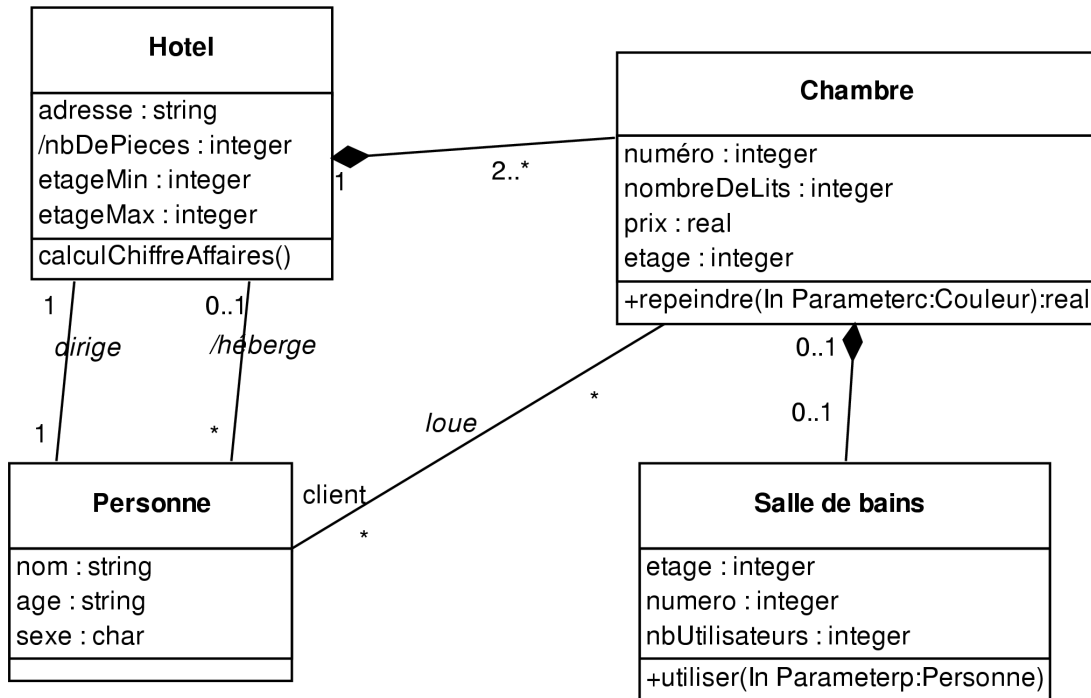 Hotel
adresse : string
/nbDePieces : integer
etageMin : integer
etageMax : integer
calculChiffreAffaires()
1
2..*
Chambre
numéro : integer
nombreDeLits : integer
prix : real
etage : integer
+repeindre(In Parameterc:Couleur):real
1
0..1
dirige
/héberge
1
*
loue
*
client
*
0..1
0..1
Personne
nom : string
age : string
sexe : char
Salle de bains
etage : integer
numero : integer
nbUtilisateurs : integer
+utiliser(In Parameterp:Personne)